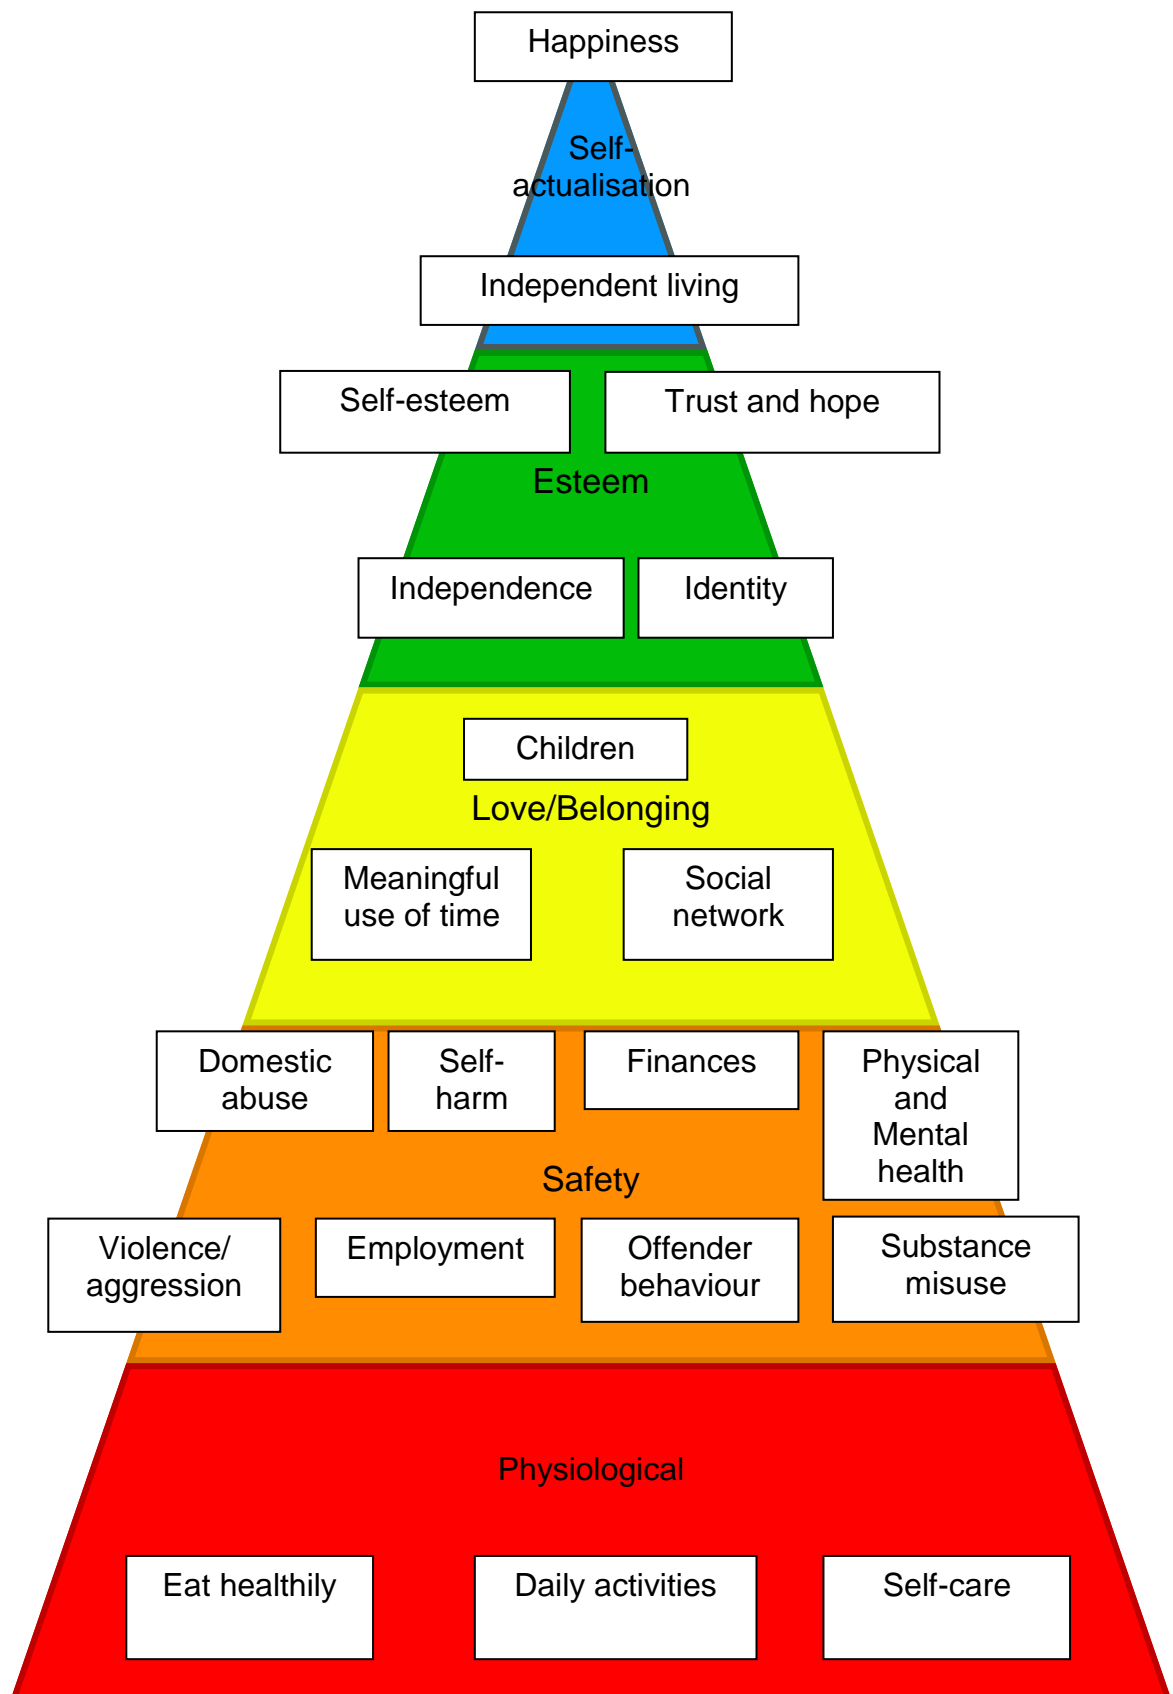 Happiness
Self-
actualisation
Independent living
Self-esteem
Trust and hope
Esteem
Independence
Identity
Children
Love/Belonging
Meaningful
use of time
Social
network
Domestic
abuse
Self-
harm
Finances
Physical
and
Mental
health
Safety
Violence/
aggression
Employment
Offender
behaviour
Substance
misuse
Physiological
Eat healthily
Daily activities
Self-care